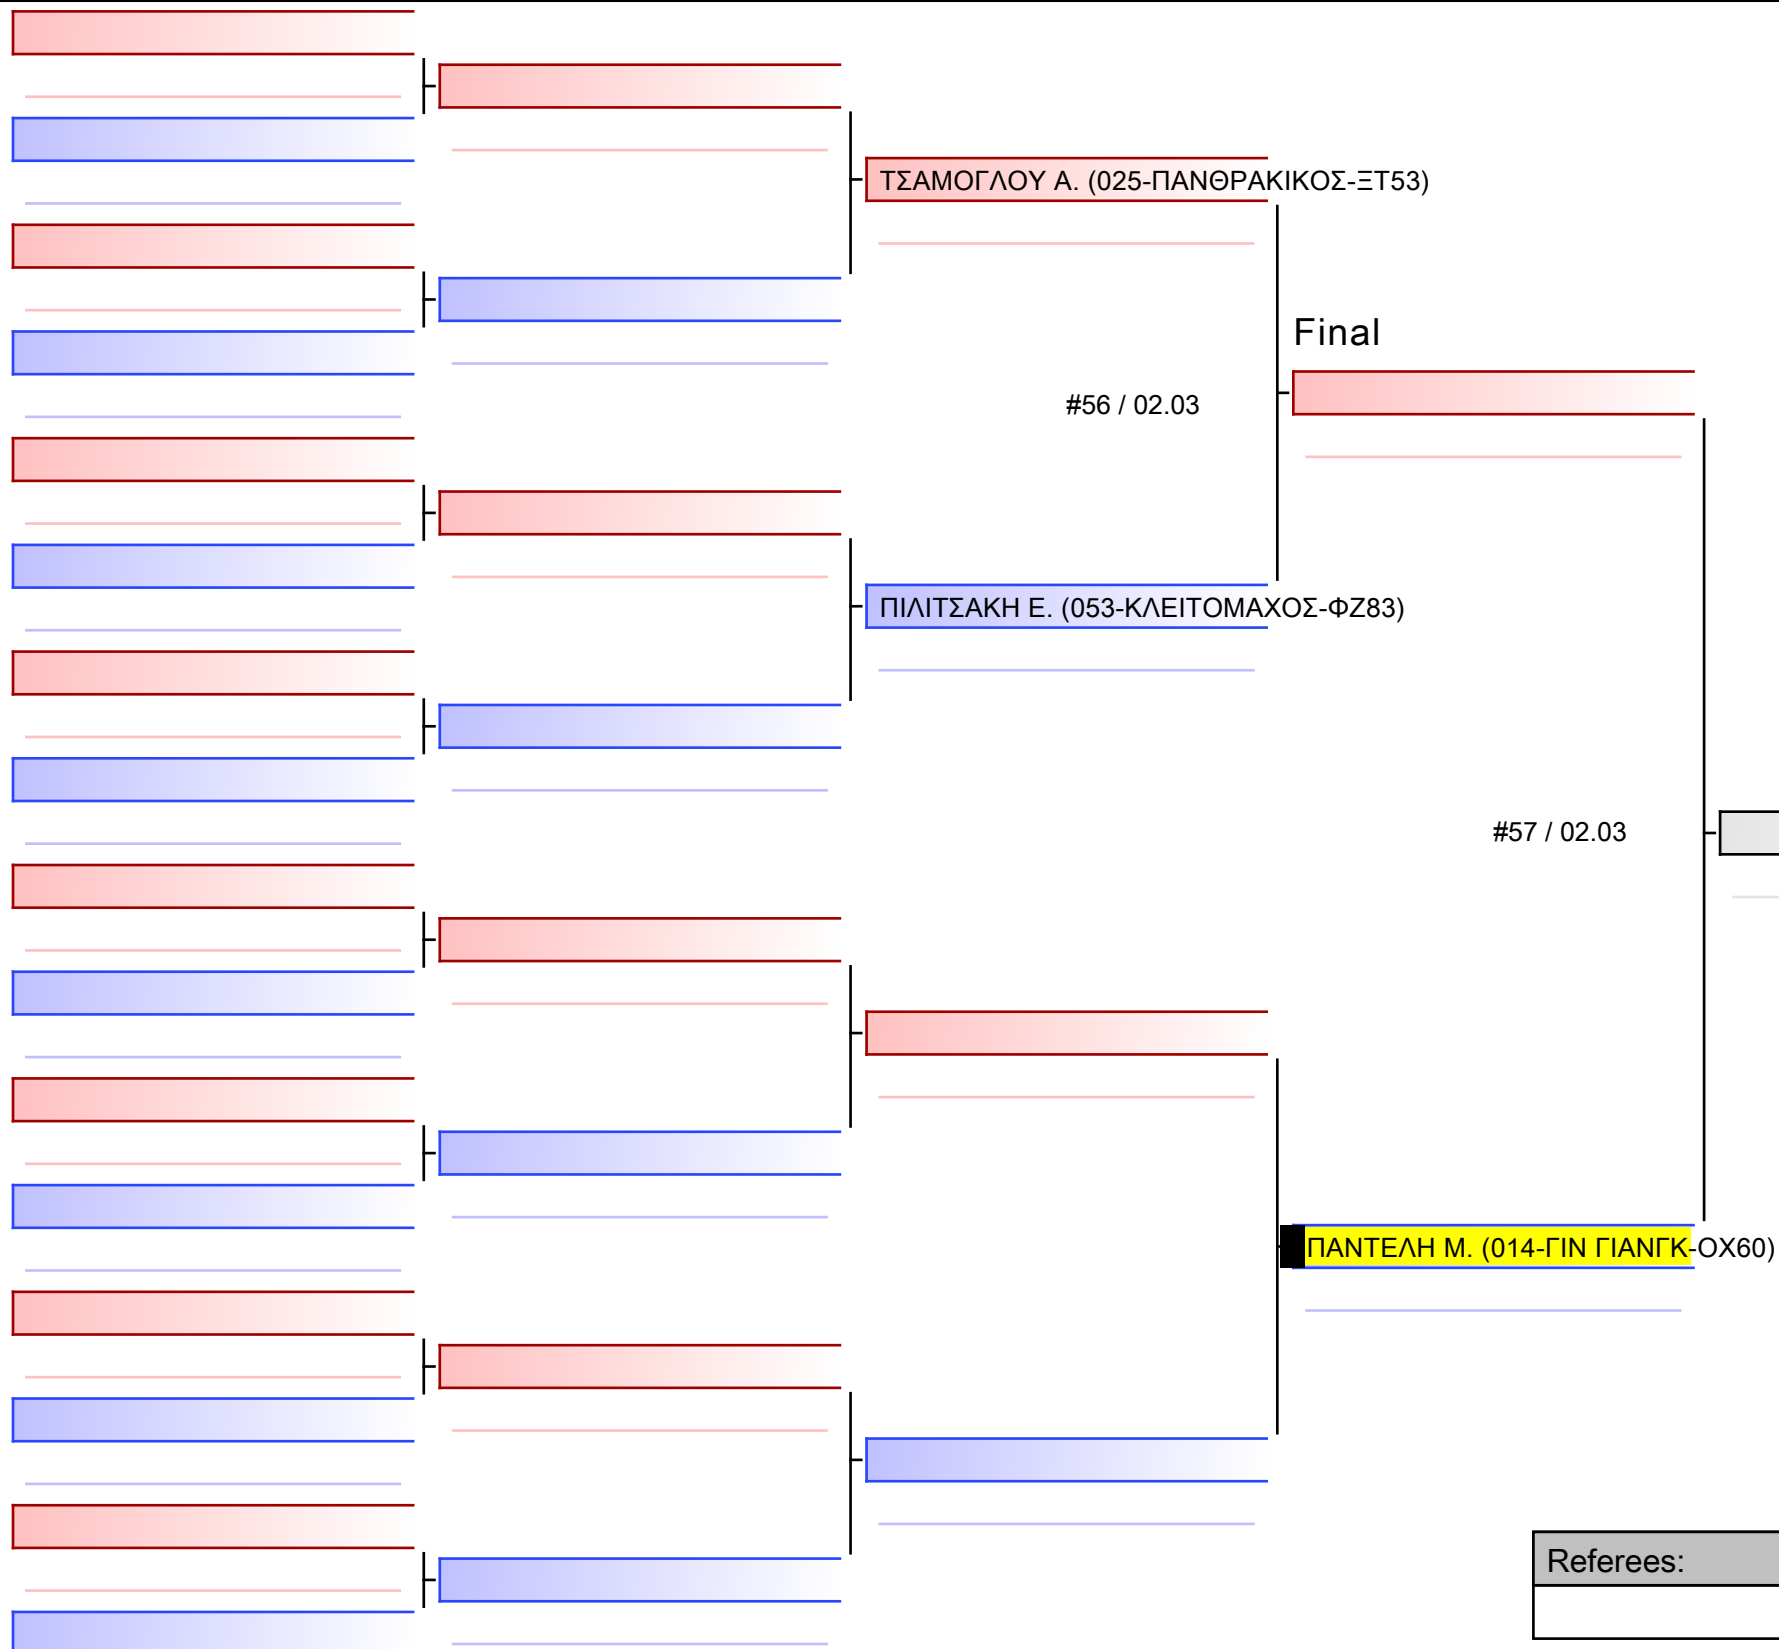 ΤΣΑΜΟΓΛΟΥ Α. (025-ΠΑΝΘΡΑΚΙΚΟΣ-ΞΤ53)
Final
#56 / 02.03
ΠΙΛΙΤΣΑΚΗ Ε. (053-ΚΛΕΙΤΟΜΑΧΟΣ-ΦΖ83)
#57 / 02.03
ΠΑΝΤΕΛΗ Μ. (014-ΓΙΝ ΓΙΑΝΓΚ-ΟΧ60)
Referees: